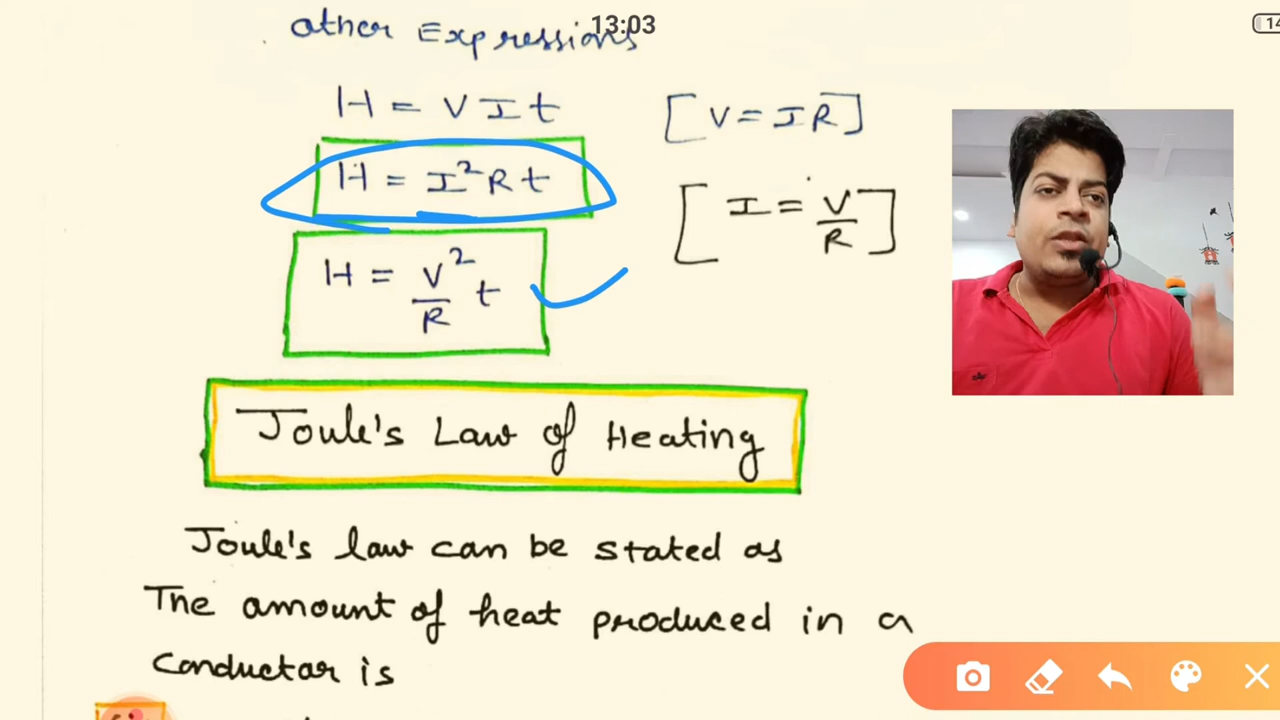 other Expressions
13:03
14
H = VIt [V = IR]
H = I²Rt
[I = V/R]
H = V²/R t
Joule's Law of Heating
Joule's law can be stated as
The amount of heat produced in a
conductor is